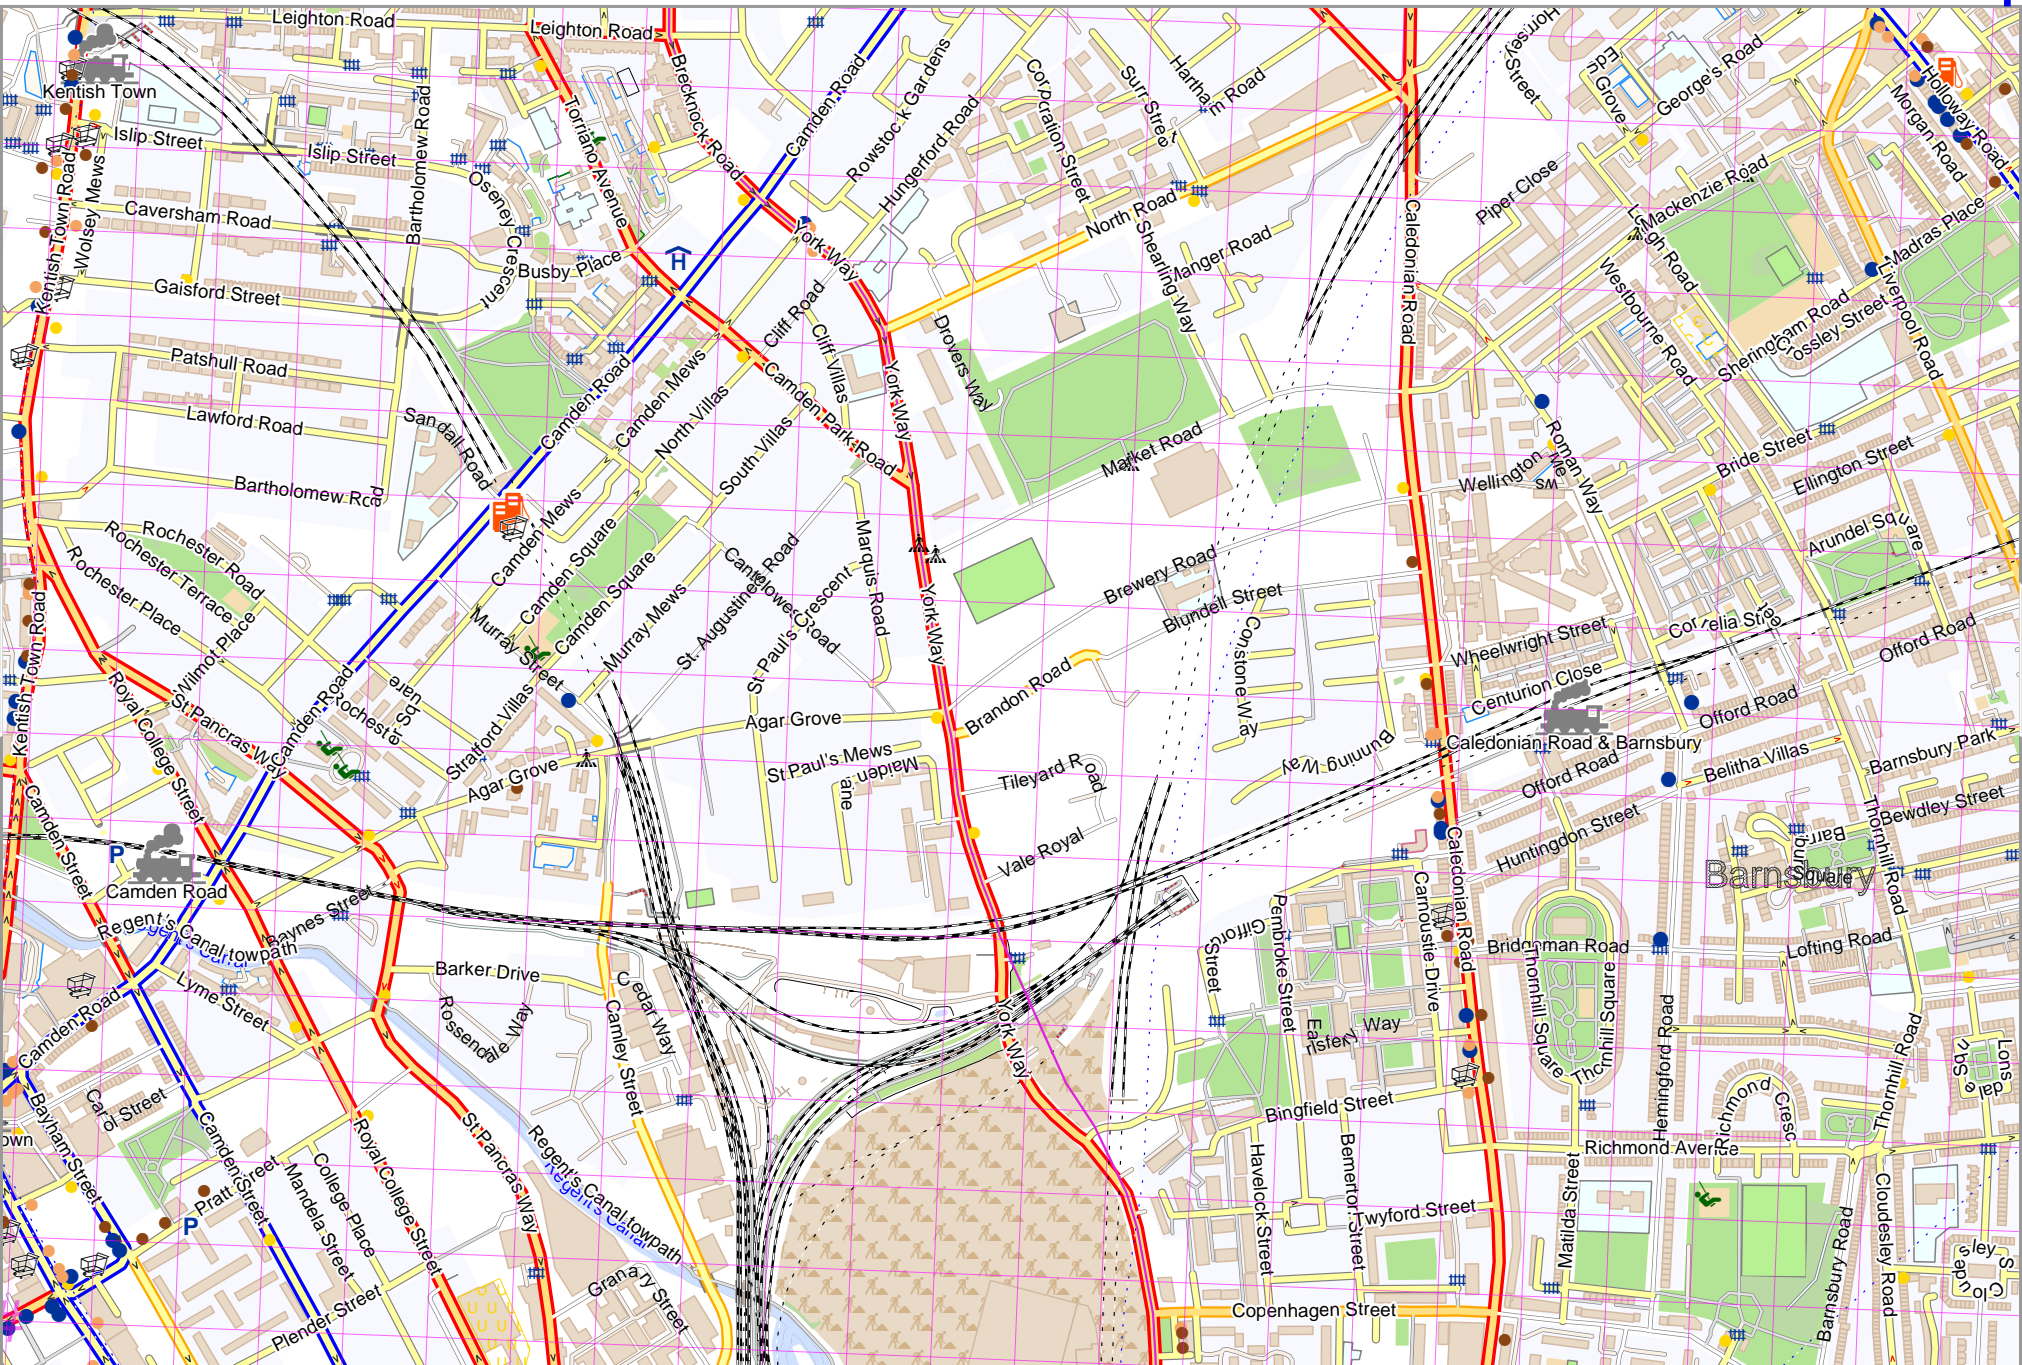 Leighton Road
Leighton Road
Kentish Town
Islip Street
Islip Street
Bartholomew Road
Torriano Avenue
Brecknock Road
Camden Road
Rowstock Gardens
Hungerford Road
Corporation Street
Surr Street
North Road
Caledonian Road
Piper Close
George's Road
Mackenzie Road
Holloway Road
Morgan Road
Madras Place
Liverpool Road
Kentish Town Road
Wolsey Mews
Caversham Road
Oseney Crescent
Busby Place
H
York Way
Gaisford Street
Cliff Road
Cliff Villas
Drovers Way
Shearling Way
Manger Road
Westbourne Road
Sheringham Road
Patshull Road
Lawford Road
Sandall Road
Camden Road
Camden Mews
North Villas
South Villas
Camden Park Road
York Way
Market Road
Roman Way
Bride Street
Ellington Street
Arundel Square
Bartholomew Road
Rochester Road
Rochester Terrace
Rochester Place
Camden Mews
Camden Square
Camden Square
Murray Mews
Murray Street
Cantelowes Road
St. Augustine's Road
St-Paul's Crescent
Marquis Road
York Way
Brewery Road
Blundell Street
Coniston Way
Wheelwright Street
Centurion Close
Offord Road
Offord Road
Kentish Town Road
Wilmot Place
Royal College Street
St Pancras Way
Camden Road
Rochester Square
Stratford Villas
Agar Grove
Agar Grove
St Paul's Mews
Brandon Road
Tileyard Road
Vale Royal
Bunning Way
Caledonian Road & Barnsbury
Offord Road
Belitha Villas
Barnsbury Park
Bewdley Street
Huntingdon Street
Thornhill Road
Barnsbury
Barnsbury Square
Camden Street
P
Camden Road
Regent's Canal towpath
Baynes Street
Barker Drive
Lyme Street
Rossendale Way
Cedar Way
Camley Street
York Way
Gifford Street
Pembroke Street
Carnoustie Drive
Caledonian Road
Bridgeman Road
Thornhill Square
Thornhill Square
Hemingford Road
Lofting Road
Thornhill Road
Earlsferry Way
Bingfield Street
Camden Road
Carol Street
Bayham Street
Camden Street
Pratt Street
P
Mandela Street
College Place
Royal College Street
Plender Street
St Pancras Way
Regent's Canal towpath
Regent's Canal
Granary Street
Havelock Street
Bemerton Street
Twyford Street
Copenhagen Street
Richmond Avenue
Richmond Cresc
Matilda Street
Barnsbury Road
Cloudesley Road